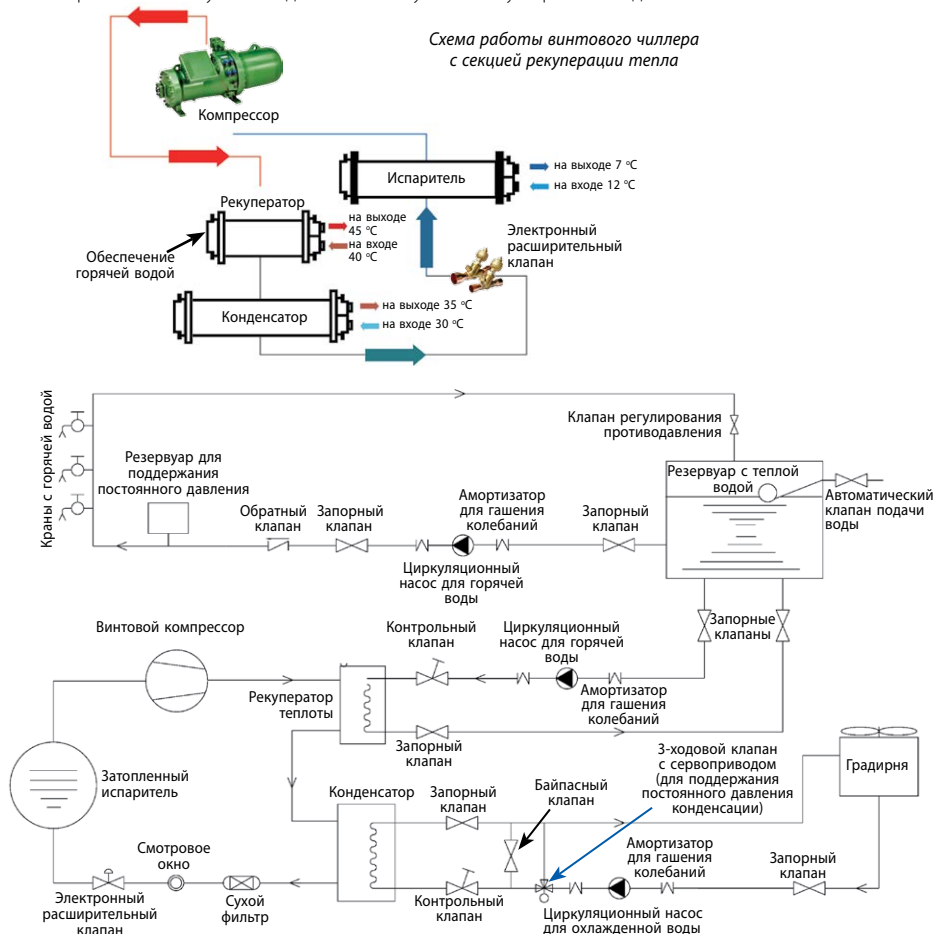 Схема работы винтового чиллера
с секцией рекуперации тепла
Компрессор
Испаритель
на выходе 7 °C
на входе 12 °C
Рекуператор
на выходе
45 °C
на входе
40 °C
Обеспечение
горячей водой
Электронный
расширительный
клапан
Конденсатор
на выходе 35 °C
на входе 30 °C
Краны с горячей водой
Резервуар для
поддержания
постоянного давления
Обратный
клапан
Запорный
клапан
Амортизатор
для гашения
колебаний
Циркуляционный
насос для горячей
воды
Запорный
клапан
Клапан регулирования
противодавления
Резервуар с теплой
водой
Автоматический
клапан подачи
воды
Запорные
клапаны
Винтовой компрессор
Контрольный
клапан
Циркуляционный
насос для горячей
воды
Амортизатор
для гашения
колебаний
Рекуператор
теплоты
Запорный
клапан
3-ходовой клапан
с сервоприводом
(для поддержания
постоянного давления
конденсации)
Градирня
Затопленный
испаритель
Конденсатор
Запорный
клапан
Байпасный
клапан
Амортизатор
для гашения
колебаний
Запорный
клапан
Смотровое
окно
Электронный
расширительный
клапан
Сухой
фильтр
Контрольный
клапан
Циркуляционный насос
для охлажденной воды